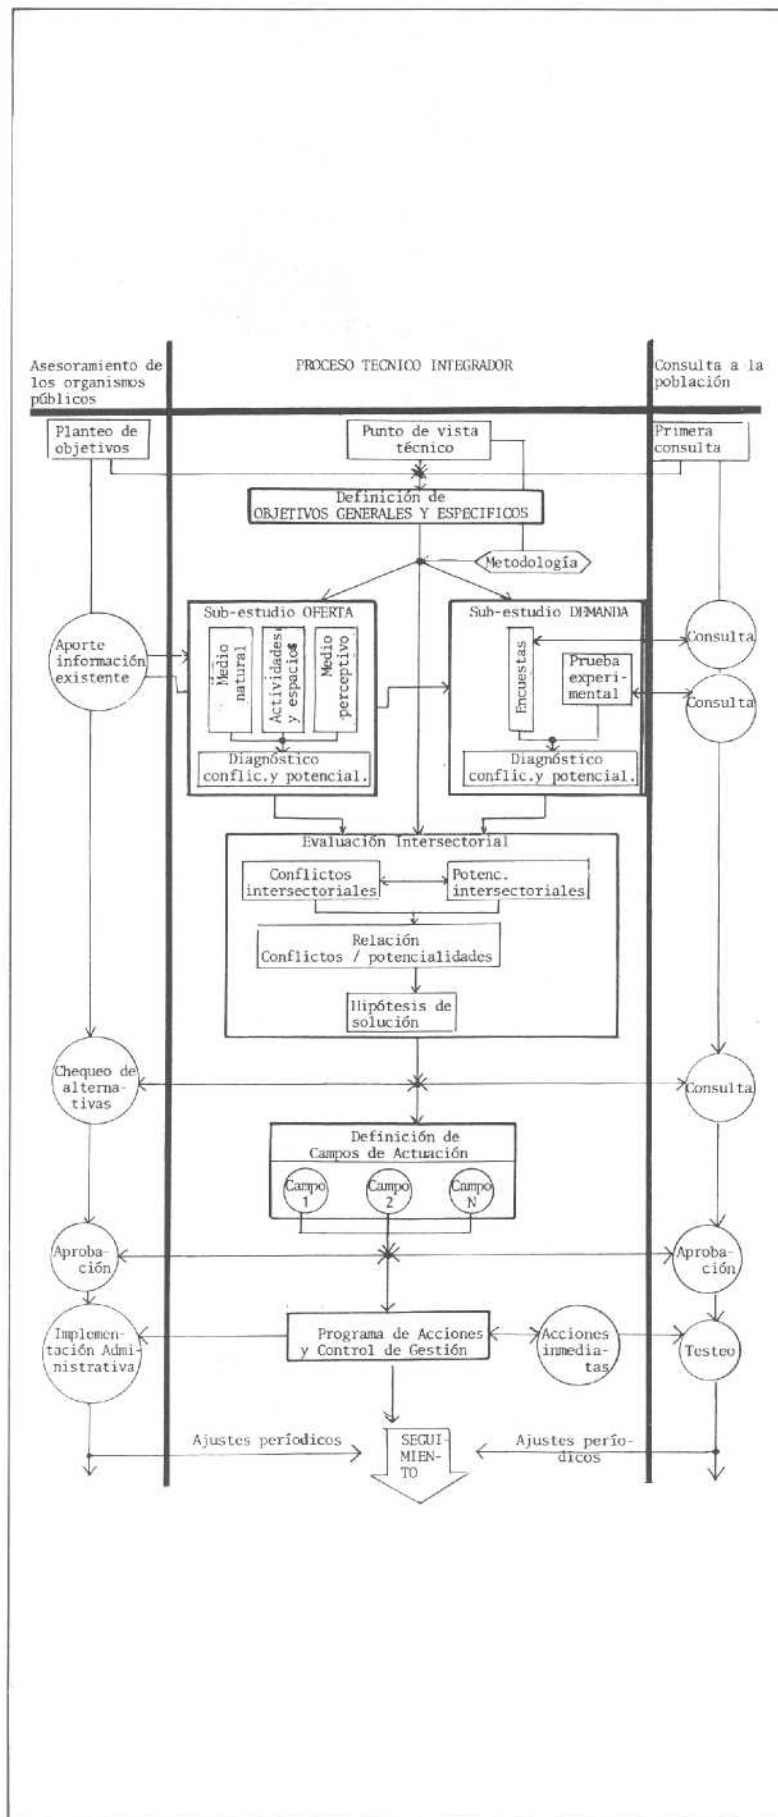 Asesoramiento de
los organismos
públicos
PROCESO TECNICO INTEGRADOR
Consulta a la
población
Planteo de
objetivos
Punto de vista
técnico
Primera
consulta
Definición de
OBJETIVOS GENERALES Y ESPECIFICOS
Metodología
Aporte
información
existente
Sub-estudio OFERTA
Medio
natural
Actividades
y espacios
Medio
perceptivo
Diagnóstico
conflic.y potencial.
Sub-estudio DEMANDA
Encuestas
Prueba
experi-
mental
Diagnóstico
conflic.y potencial.
Consulta
Consulta
Evaluación Intersectorial
Conflictos
intersectoriales
Potenc.
intersectoriales
Relación
Conflictos / potencialidades
Hipótesis de
solución
Chequeo de
alterna-
tivas
Consulta
Definición de
Campos de Actuación
Campo
1
Campo
2
Campo
N
Aproba-
ción
Aproba-
ción
Implemen-
tación Admi-
nistrativa
Programa de Acciones
y Control de Gestión
Acciones
inmedia-
tas
Testeo
Ajustes períodicos
SEGUI-
MIEN-
TO
Ajustes perío-
dicos